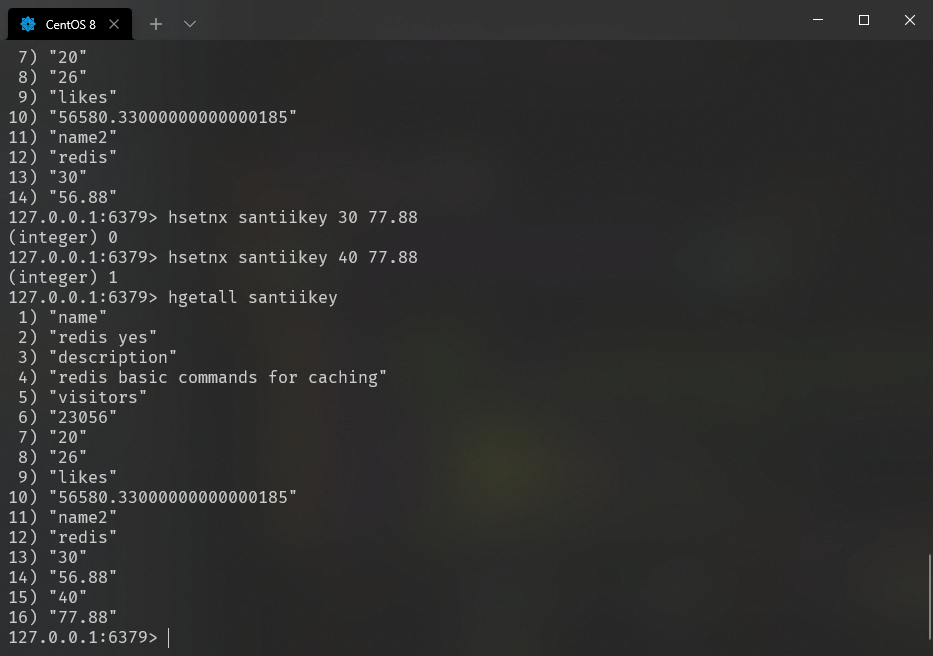 CentOS 8
7) "20"
8) "26"
9) "likes"
10) "56580.33000000000000185"
11) "name2"
12) "redis"
13) "30"
14) "56.88"
127.0.0.1:6379> hsetnx santiikey 30 77.88
(integer) 0
127.0.0.1:6379> hsetnx santiikey 40 77.88
(integer) 1
127.0.0.1:6379> hgetall santiikey
1) "name"
2) "redis yes"
3) "description"
4) "redis basic commands for caching"
5) "visitors"
6) "23056"
7) "20"
8) "26"
9) "likes"
10) "56580.33000000000000185"
11) "name2"
12) "redis"
13) "30"
14) "56.88"
15) "40"
16) "77.88"
127.0.0.1:6379>